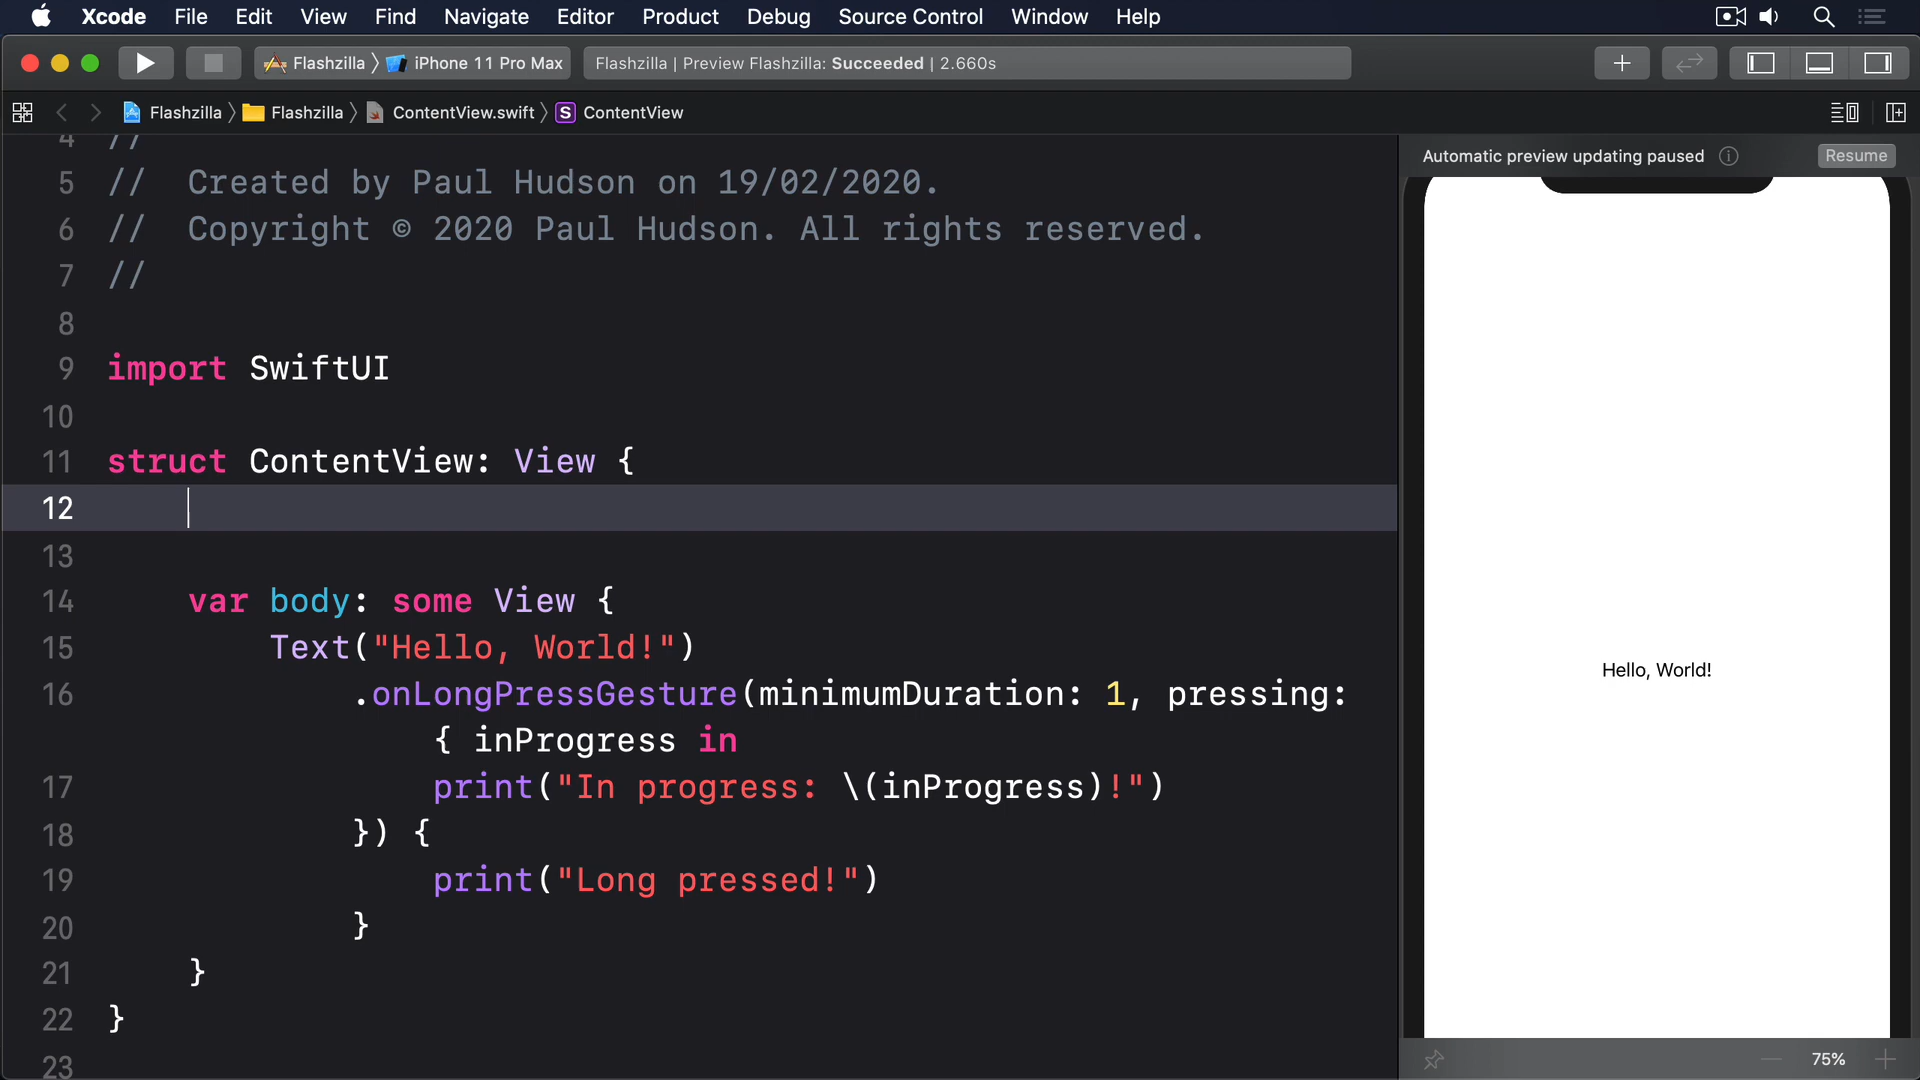 Xcode File Edit View Find Navigate Editor Product Debug Source Control Window Help
Flashzilla iPhone 11 Pro Max Flashzilla | Preview Flashzilla: Succeeded | 2.660s
Flashzilla Flashzilla ContentView.swift S ContentView
Automatic preview updating paused Resume
4 //
5 // Created by Paul Hudson on 19/02/2020.
6 // Copyright © 2020 Paul Hudson. All rights reserved.
7 //
8
9 import SwiftUI
10
11 struct ContentView: View {
12
13
14 var body: some View {
15 Text("Hello, World!")
16 .onLongPressGesture(minimumDuration: 1, pressing:
{ inProgress in
17 print("In progress: \(inProgress)!")
18 }) {
19 print("Long pressed!")
20 }
21 }
22 }
23
Hello, World!
75%